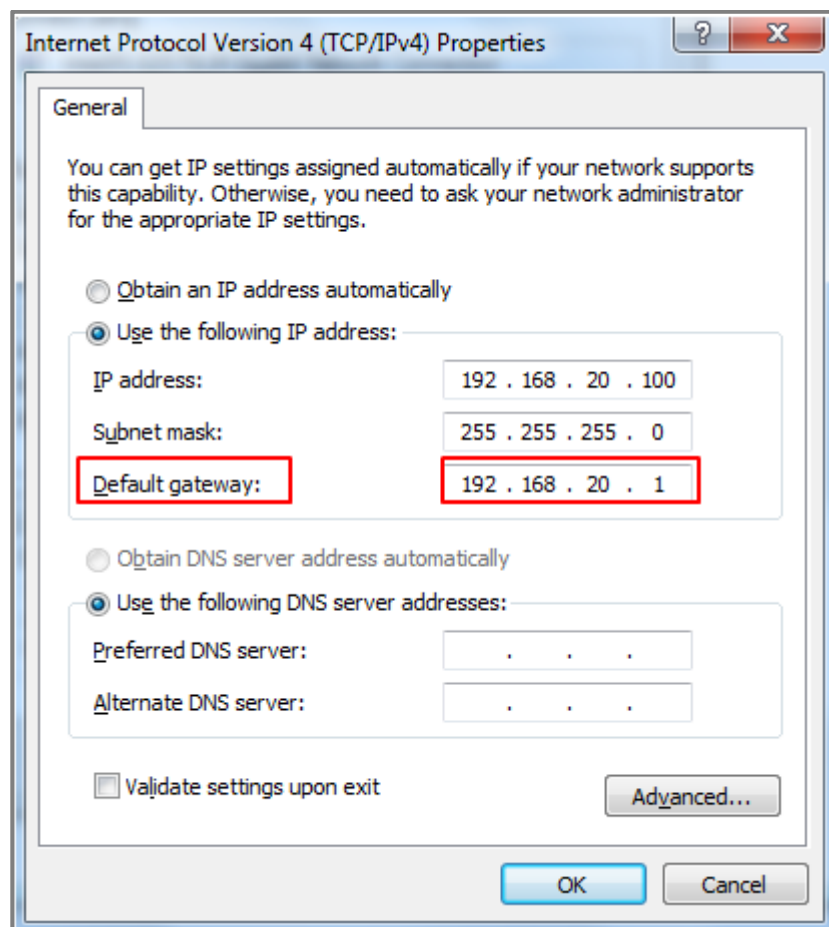 Internet Protocol Version 4 (TCP/IPv4) Properties
?
X
General
You can get IP settings assigned automatically if your network supports
this capability. Otherwise, you need to ask your network administrator
for the appropriate IP settings.
Obtain an IP address automatically
Use the following IP address:
IP address: 192 . 168 . 20 . 100
Subnet mask: 255 . 255 . 255 . 0
Default gateway: 192 . 168 . 20 . 1
Obtain DNS server address automatically
Use the following DNS server addresses:
Preferred DNS server: . . .
Alternate DNS server: . . .
Validate settings upon exit
Advanced...
OK Cancel